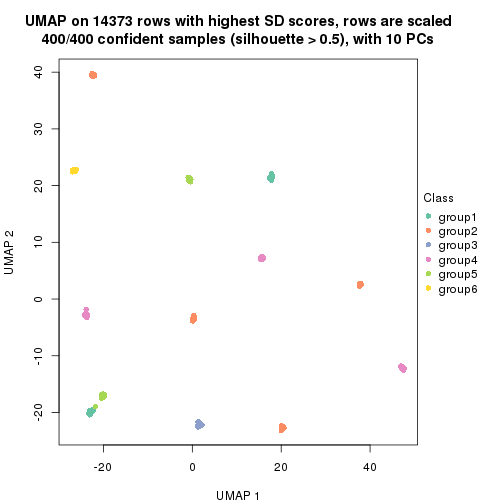 UMAP on 14373 rows with highest SD scores, rows are scaled
400/400 confident samples (silhouette > 0.5), with 10 PCs
40
30
20
10
0
-10
-20
UMAP 2
-20
0
20
40
UMAP 1
Class
group1
group2
group3
group4
group5
group6